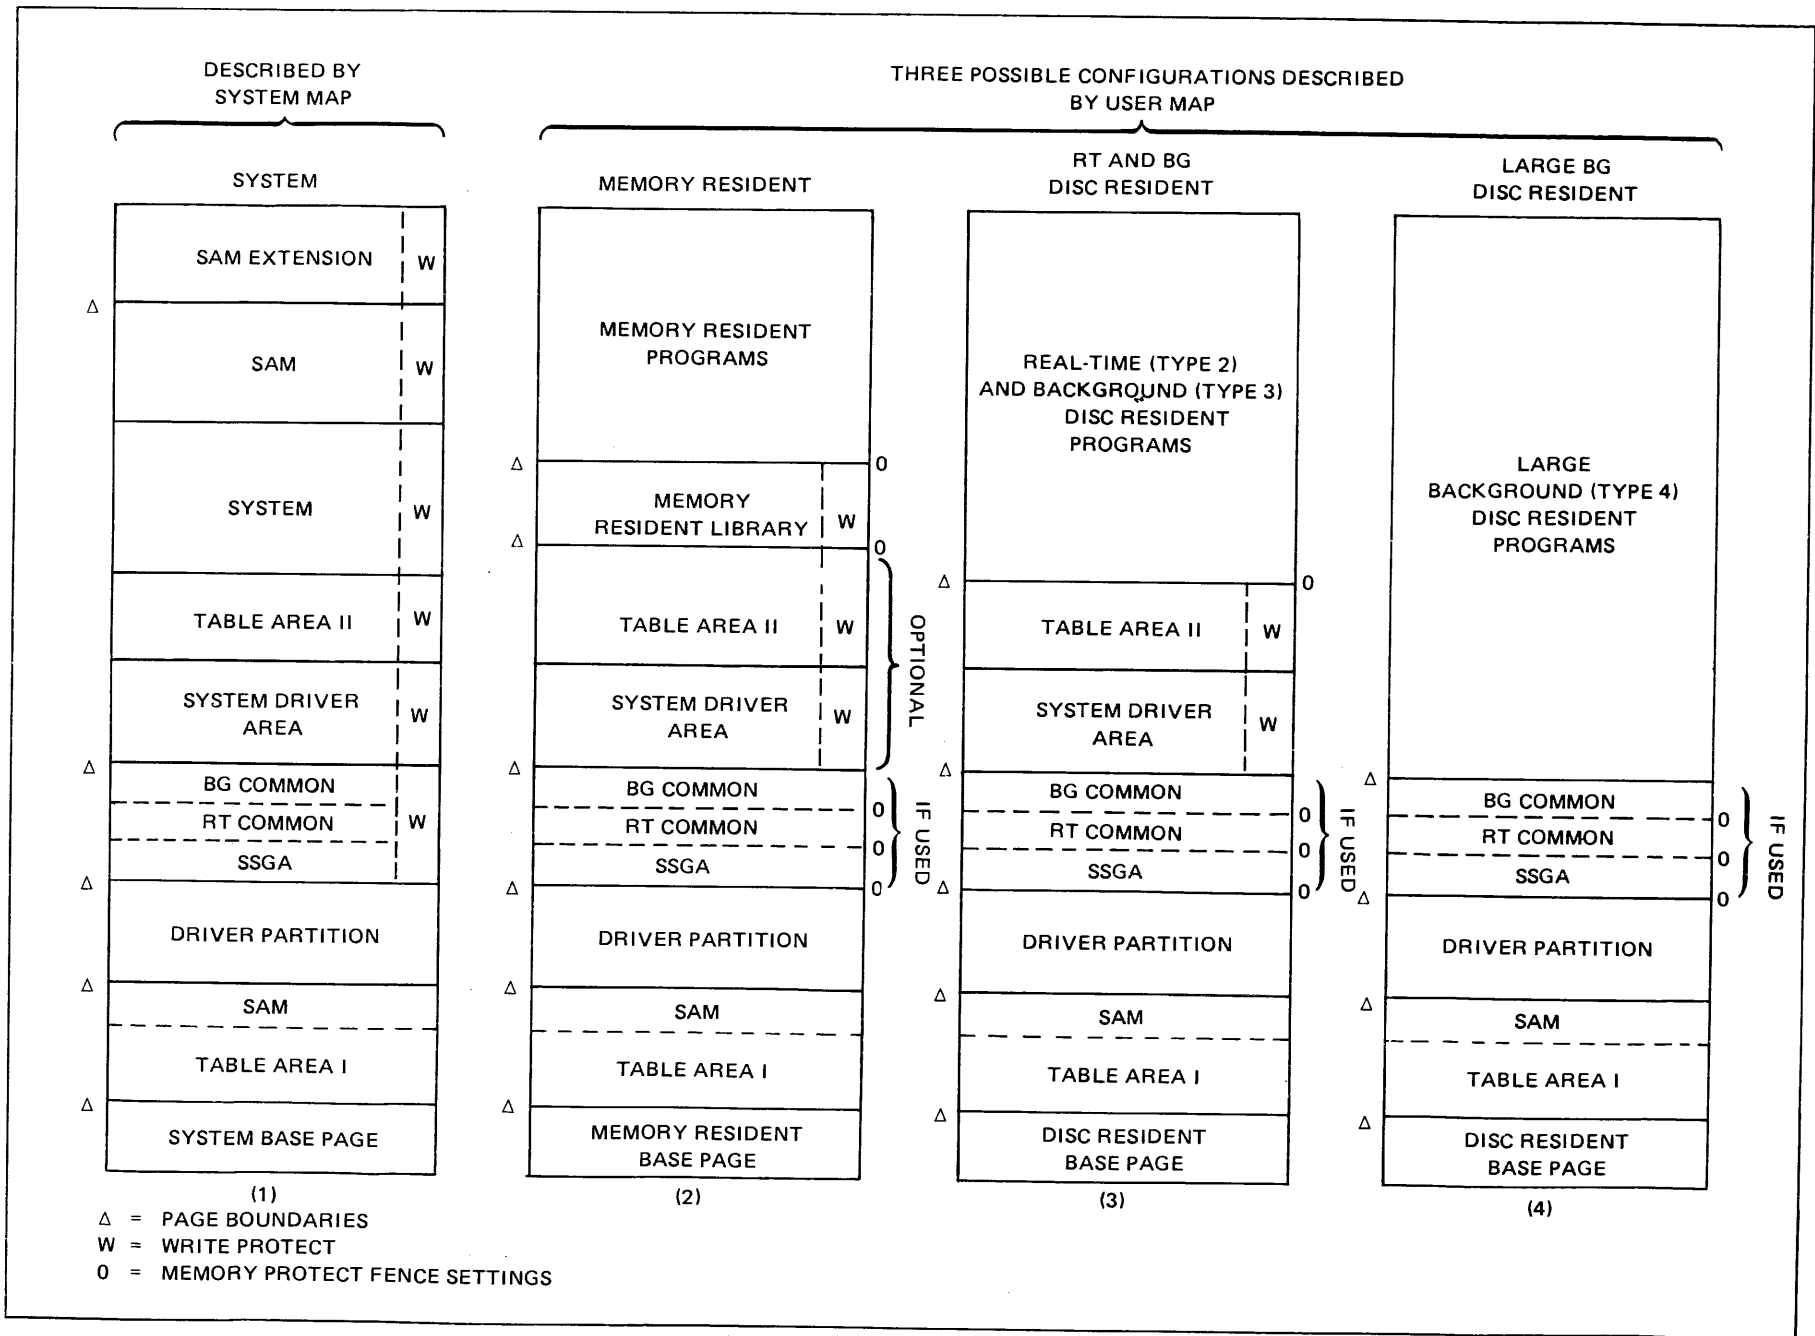 DESCRIBED BY
SYSTEM MAP
THREE POSSIBLE CONFIGURATIONS DESCRIBED
BY USER MAP
SYSTEM
SAM EXTENSION
W
Δ
SAM
W
SYSTEM
W
TABLE AREA II
W
SYSTEM DRIVER
AREA
W
Δ
BG COMMON
RT COMMON
W
SSGA
Δ
DRIVER PARTITION
Δ
SAM
TABLE AREA I
Δ
SYSTEM BASE PAGE
(1)
MEMORY RESIDENT
MEMORY RESIDENT
PROGRAMS
Δ
0
MEMORY
RESIDENT LIBRARY
W
Δ
0
TABLE AREA II
W
OPTIONAL
SYSTEM DRIVER
AREA
W
Δ
BG COMMON
0
RT COMMON
0
IF USED
SSGA
Δ
0
DRIVER PARTITION
Δ
SAM
TABLE AREA I
Δ
MEMORY RESIDENT
BASE PAGE
(2)
RT AND BG
DISC RESIDENT
REAL-TIME (TYPE 2)
AND BACKGROUND (TYPE 3)
DISC RESIDENT
PROGRAMS
Δ
0
TABLE AREA II
W
SYSTEM DRIVER
AREA
W
Δ
BG COMMON
0
RT COMMON
0
IF USED
SSGA
Δ
0
DRIVER PARTITION
Δ
SAM
TABLE AREA I
Δ
DISC RESIDENT
BASE PAGE
(3)
LARGE BG
DISC RESIDENT
LARGE
BACKGROUND (TYPE 4)
DISC RESIDENT
PROGRAMS
Δ
BG COMMON
0
RT COMMON
0
IF USED
SSGA
Δ
0
DRIVER PARTITION
Δ
SAM
TABLE AREA I
Δ
DISC RESIDENT
BASE PAGE
(4)
Δ = PAGE BOUNDARIES
W = WRITE PROTECT
0 = MEMORY PROTECT FENCE SETTINGS